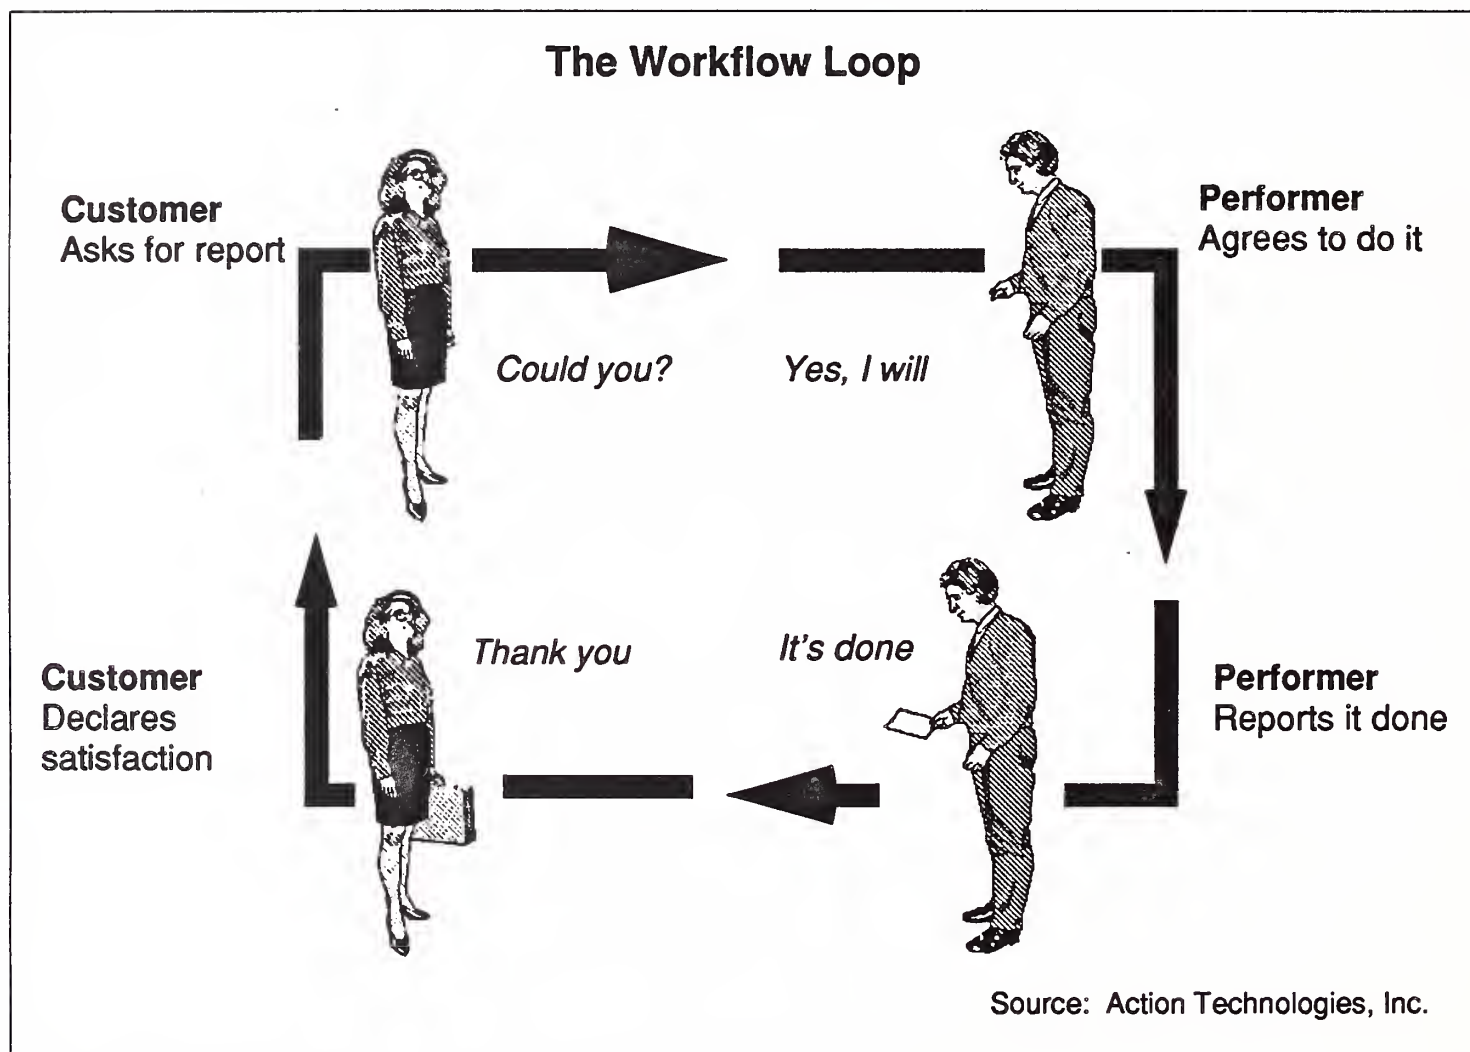 The Workflow Loop
Customer
Asks for report
Performer
Agrees to do it
Could you?
Yes, I will
Thank you
It's done
Customer
Declares
satisfaction
Performer
Reports it done
Source: Action Technologies, Inc.